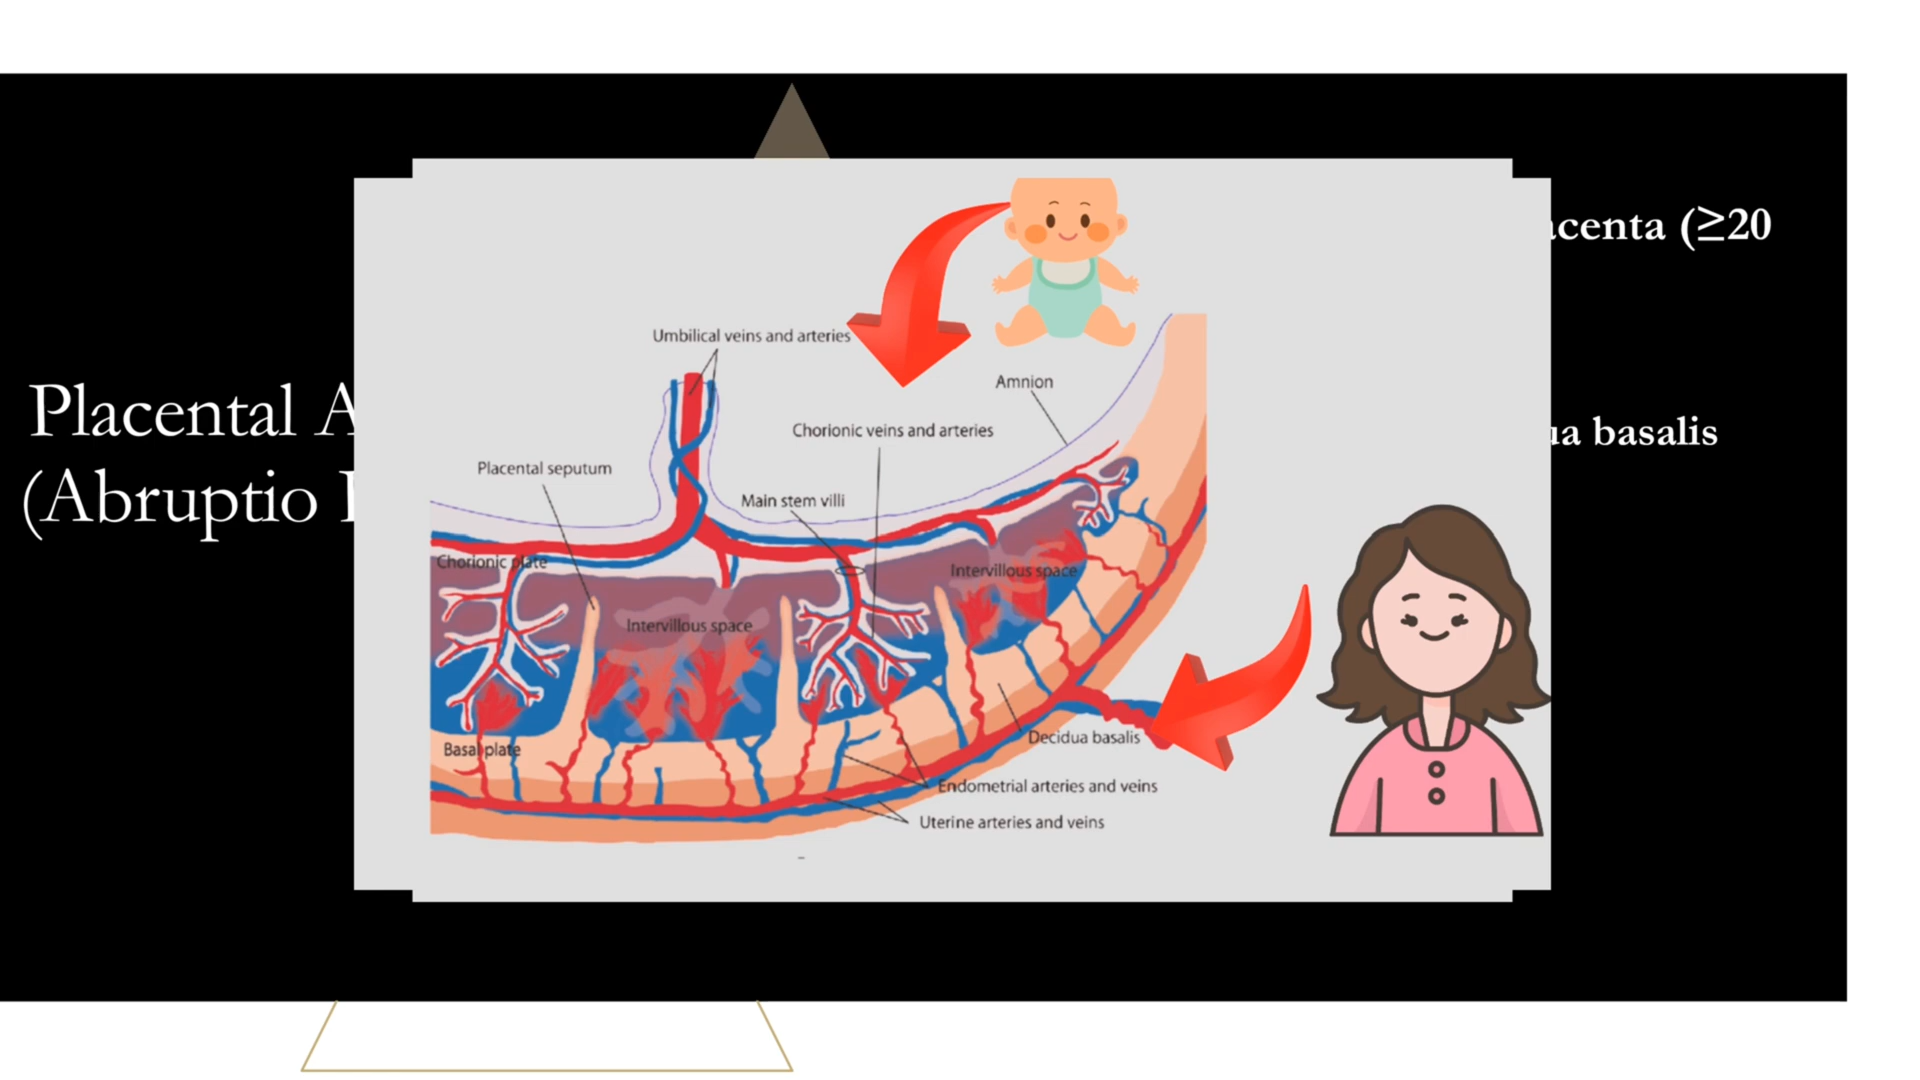 Placental A
(Abruptio
acenta (≥20
basalis
Umbilical veins and arteries
Amnion
Chorionic veins and arteries
Placental seputum
Main stem villi
Chorionic plate
Intervillous space
Intervillous space
Basal plate
Decidua basalis
Endometrial arteries and veins
Uterine arteries and veins